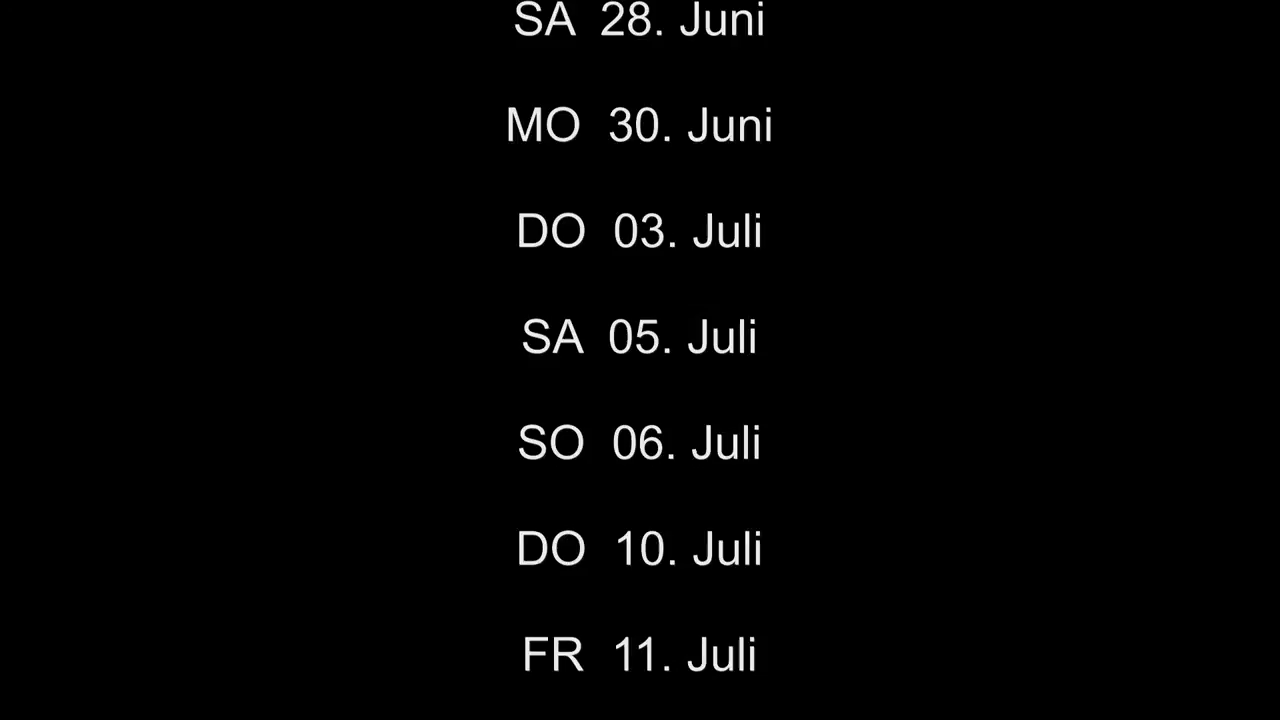 SA  28. Juni
MO  30. Juni
DO  03. Juli
SA  05. Juli
SO  06. Juli
DO  10. Juli
FR  11. Juli